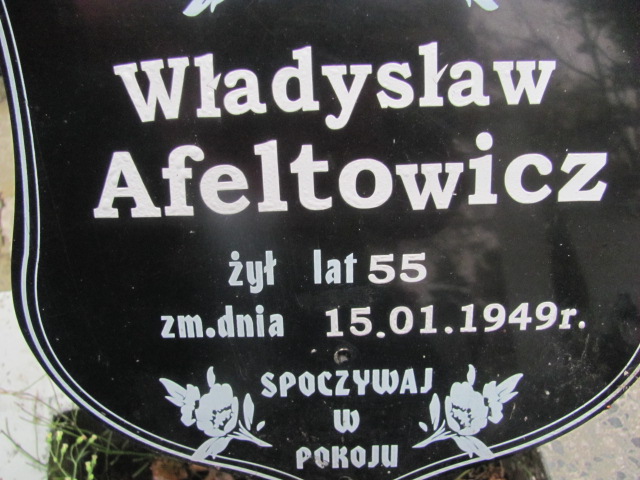 Władysław
Afeltowicz
żył lat 55
zm.dnia 15.01.1949r.
SPOCZYWAJ
W
POKOJU